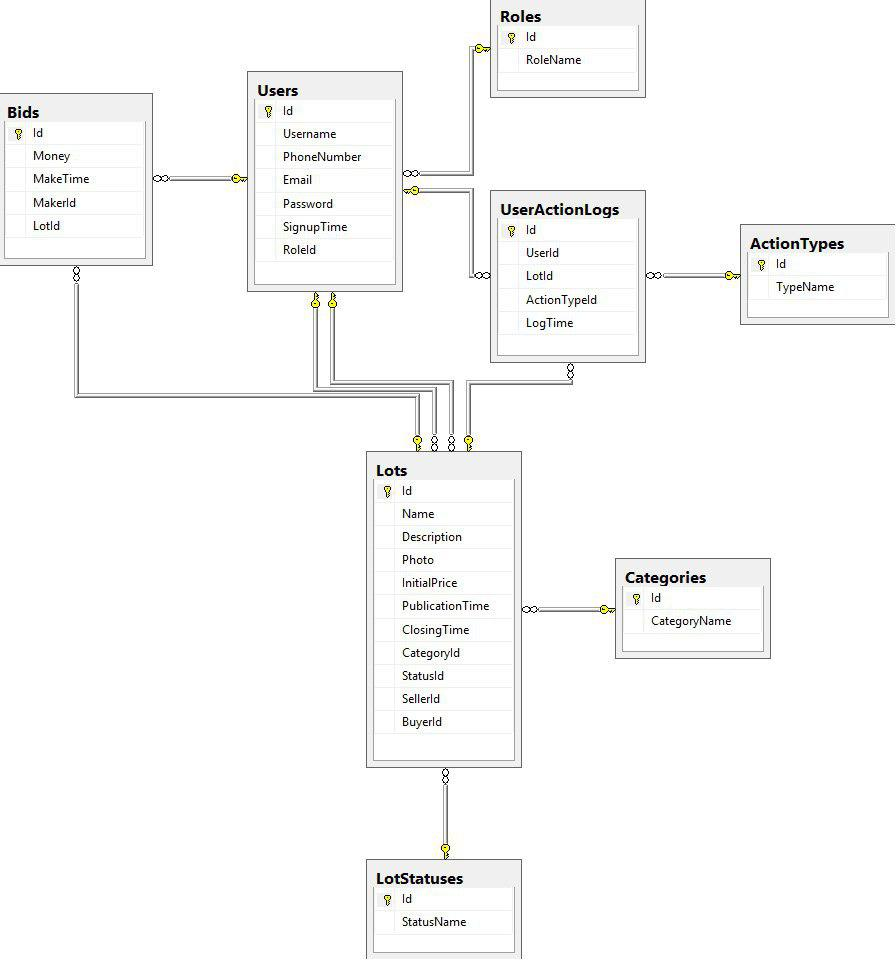 Roles
Id
RoleName
Users
Id
Username
PhoneNumber
Email
Password
SignupTime
RoleId
Bids
Id
Money
MakeTime
MakerId
LotId
UserActionLogs
Id
UserId
LotId
ActionTypeId
LogTime
ActionTypes
Id
TypeName
Lots
Id
Name
Description
Photo
InitialPrice
PublicationTime
ClosingTime
CategoryId
StatusId
SellerId
BuyerId
Categories
Id
CategoryName
LotStatuses
Id
StatusName